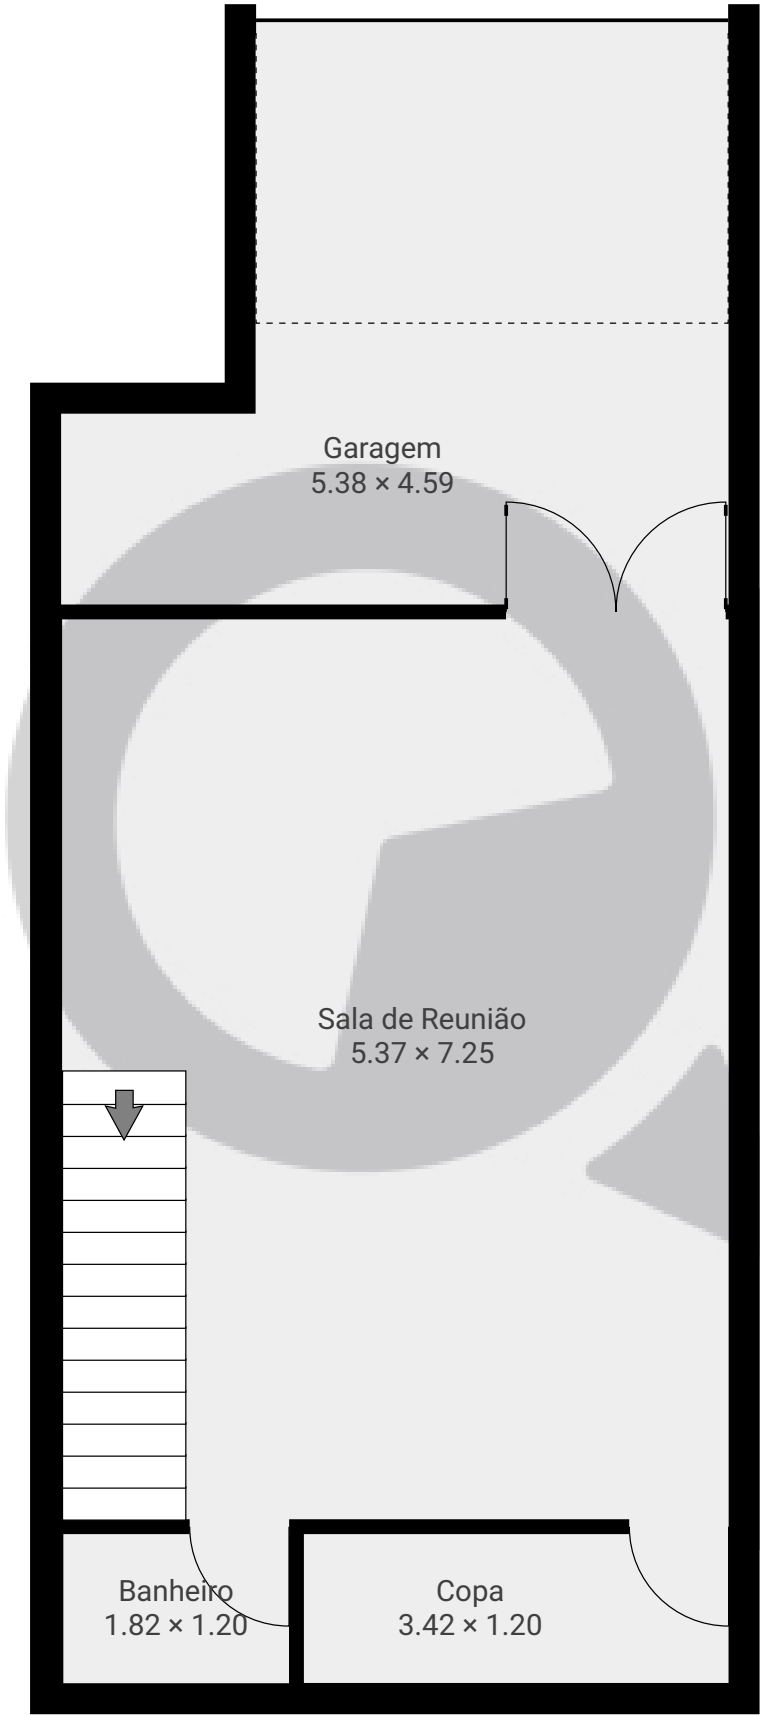 Garagem
5.38 × 4.59
Sala de Reunião
5.37 × 7.25
Banheiro
1.82 × 1.20
Copa
3.42 × 1.20